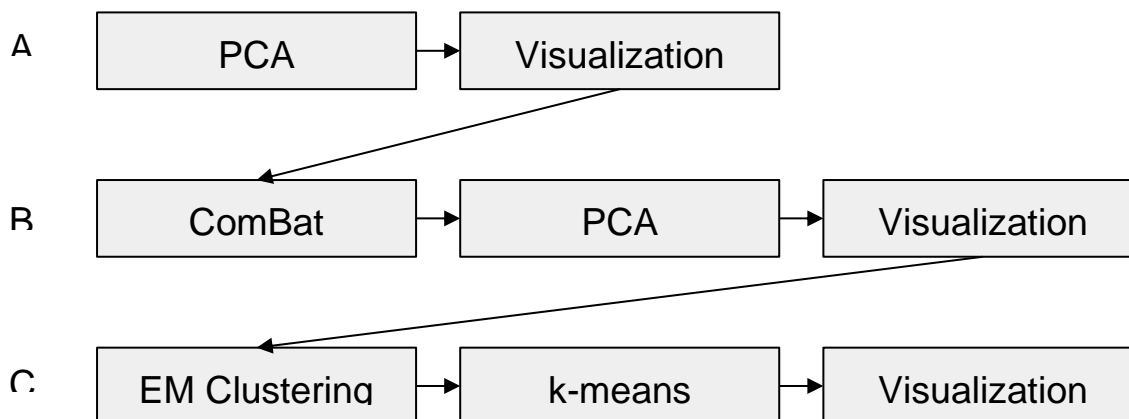 A PCA Visualization
B ComBat PCA Visualization
C EM Clustering k-means Visualization